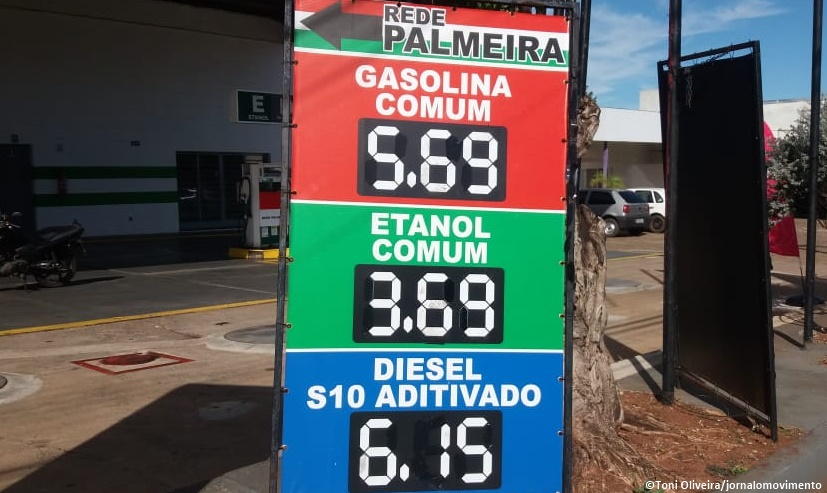 REDE
PALMEIRA
GASOLINA
COMUM
5.69
E
ETANOL
ETANOL
COMUM
3.69
DIESEL
S10 ADITIVADO
6.15
©Toni Oliveira/jornalomovimento